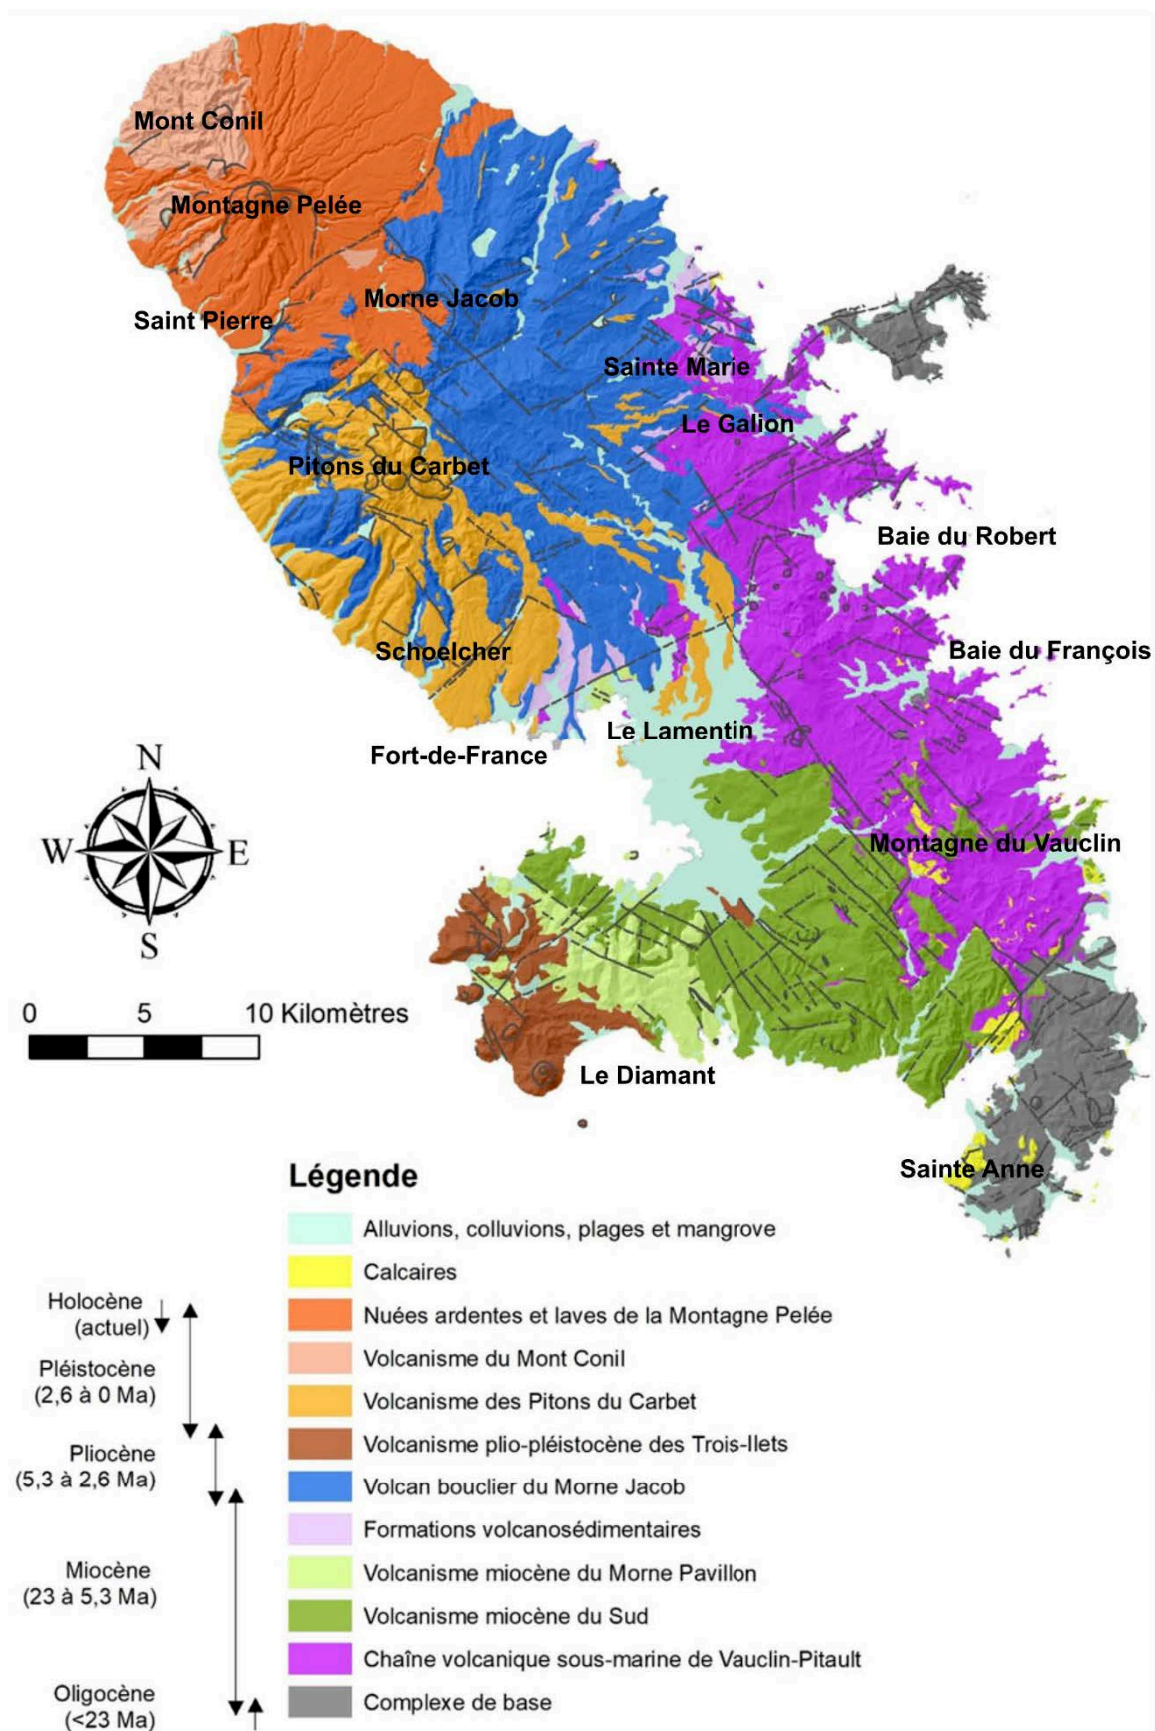 Mont Conil
Montagne Pelée
Morne Jacob
Saint Pierre
Sainte Marie
Le Galion
Pitons du Carbet
Baie du Robert
Schoelcher
Baie du François
Le Lamentin
Fort-de-France
N
W
E
S
Montagne du Vauclin
0
5
10 Kilomètres
Le Diamant
Sainte Anne
Légende
Alluvions, colluvions, plages et mangrove
Calcaires
Nuées ardentes et laves de la Montagne Pelée
Volcanisme du Mont Conil
Volcanisme des Pitons du Carbet
Volcanisme plio-pléistocène des Trois-Ilets
Volcan bouclier du Morne Jacob
Formations volcanosédimentaires
Volcanisme miocène du Morne Pavillon
Volcanisme miocène du Sud
Chaîne volcanique sous-marine de Vauclin-Pitault
Complexe de base
Holocène
(actuel)
Pléistocène
(2,6 à 0 Ma)
Pliocène
(5,3 à 2,6 Ma)
Miocène
(23 à 5,3 Ma)
Oligocène
(<23 Ma)